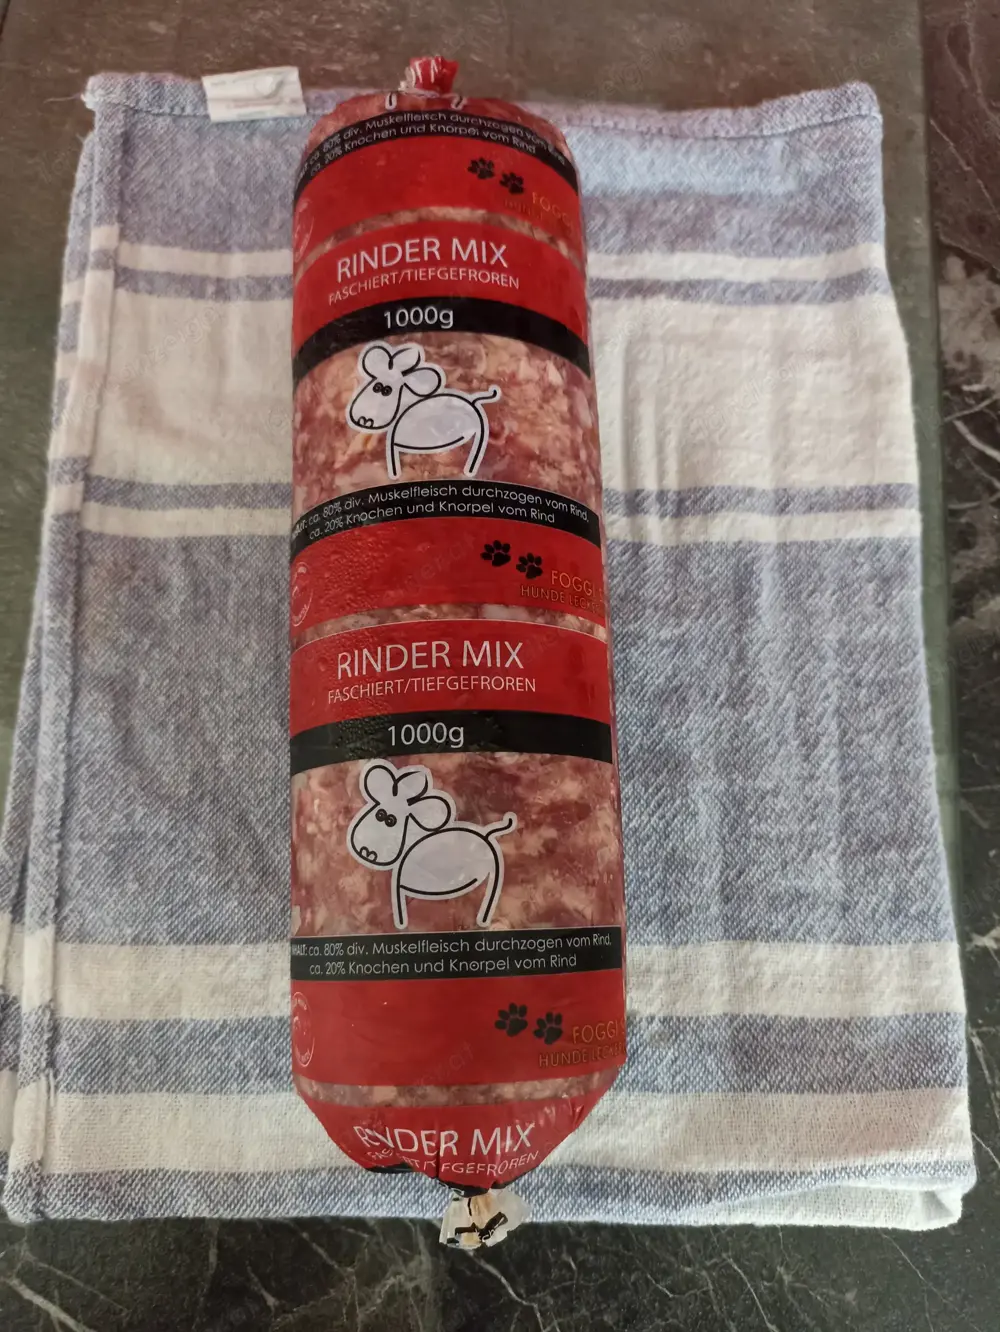 ca. 80% div. Muskelfleisch durchzogen vom Rind
ca. 20% Knochen und Knorpel vom Rind
RINDER MIX
FASCHIERT/TIEFGEFROREN
1000g
ca. 80% div. Muskelfleisch durchzogen vom Rind,
ca. 20% Knochen und Knorpel vom Rind
FOGGI
HUNDE
RINDER MIX
FASCHIERT/TIEFGEFROREN
1000g
ca. 80% div. Muskelfleisch durchzogen vom Rind,
ca. 20% Knochen und Knorpel vom Rind
FOGGI
HUNDE
RINDER MIX